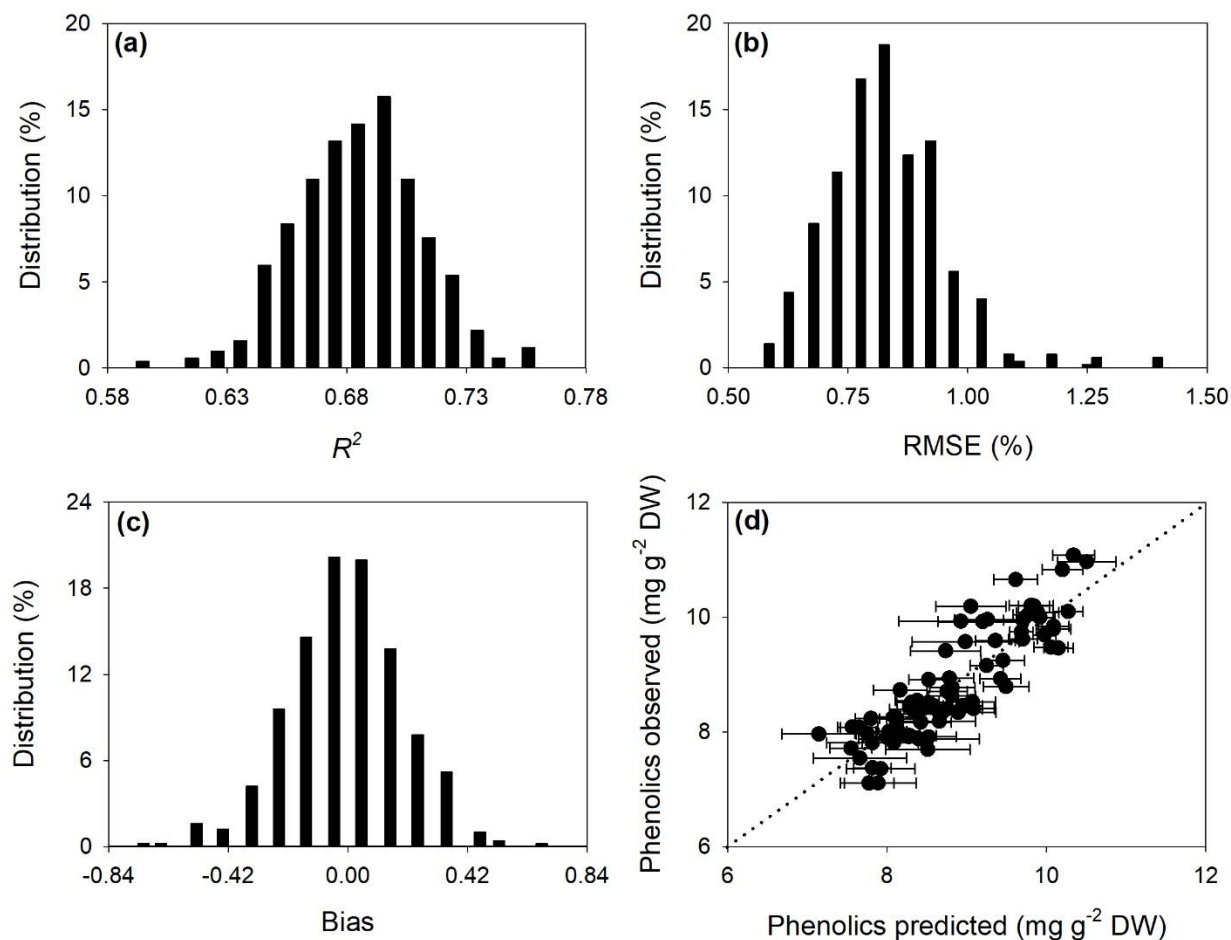 (a)
Distribution (%)
20
15
10
5
0
0.58 0.63 0.68 0.73 0.78
R²
(b)
Distribution (%)
20
15
10
5
0
0.50 0.75 1.00 1.25 1.50
RMSE (%)
(c)
Distribution (%)
24
18
12
6
0
-0.84 -0.42 0.00 0.42 0.84
Bias
(d)
Phenolics observed (mg g⁻² DW)
12
10
8
6
6 8 10 12
Phenolics predicted (mg g⁻² DW)